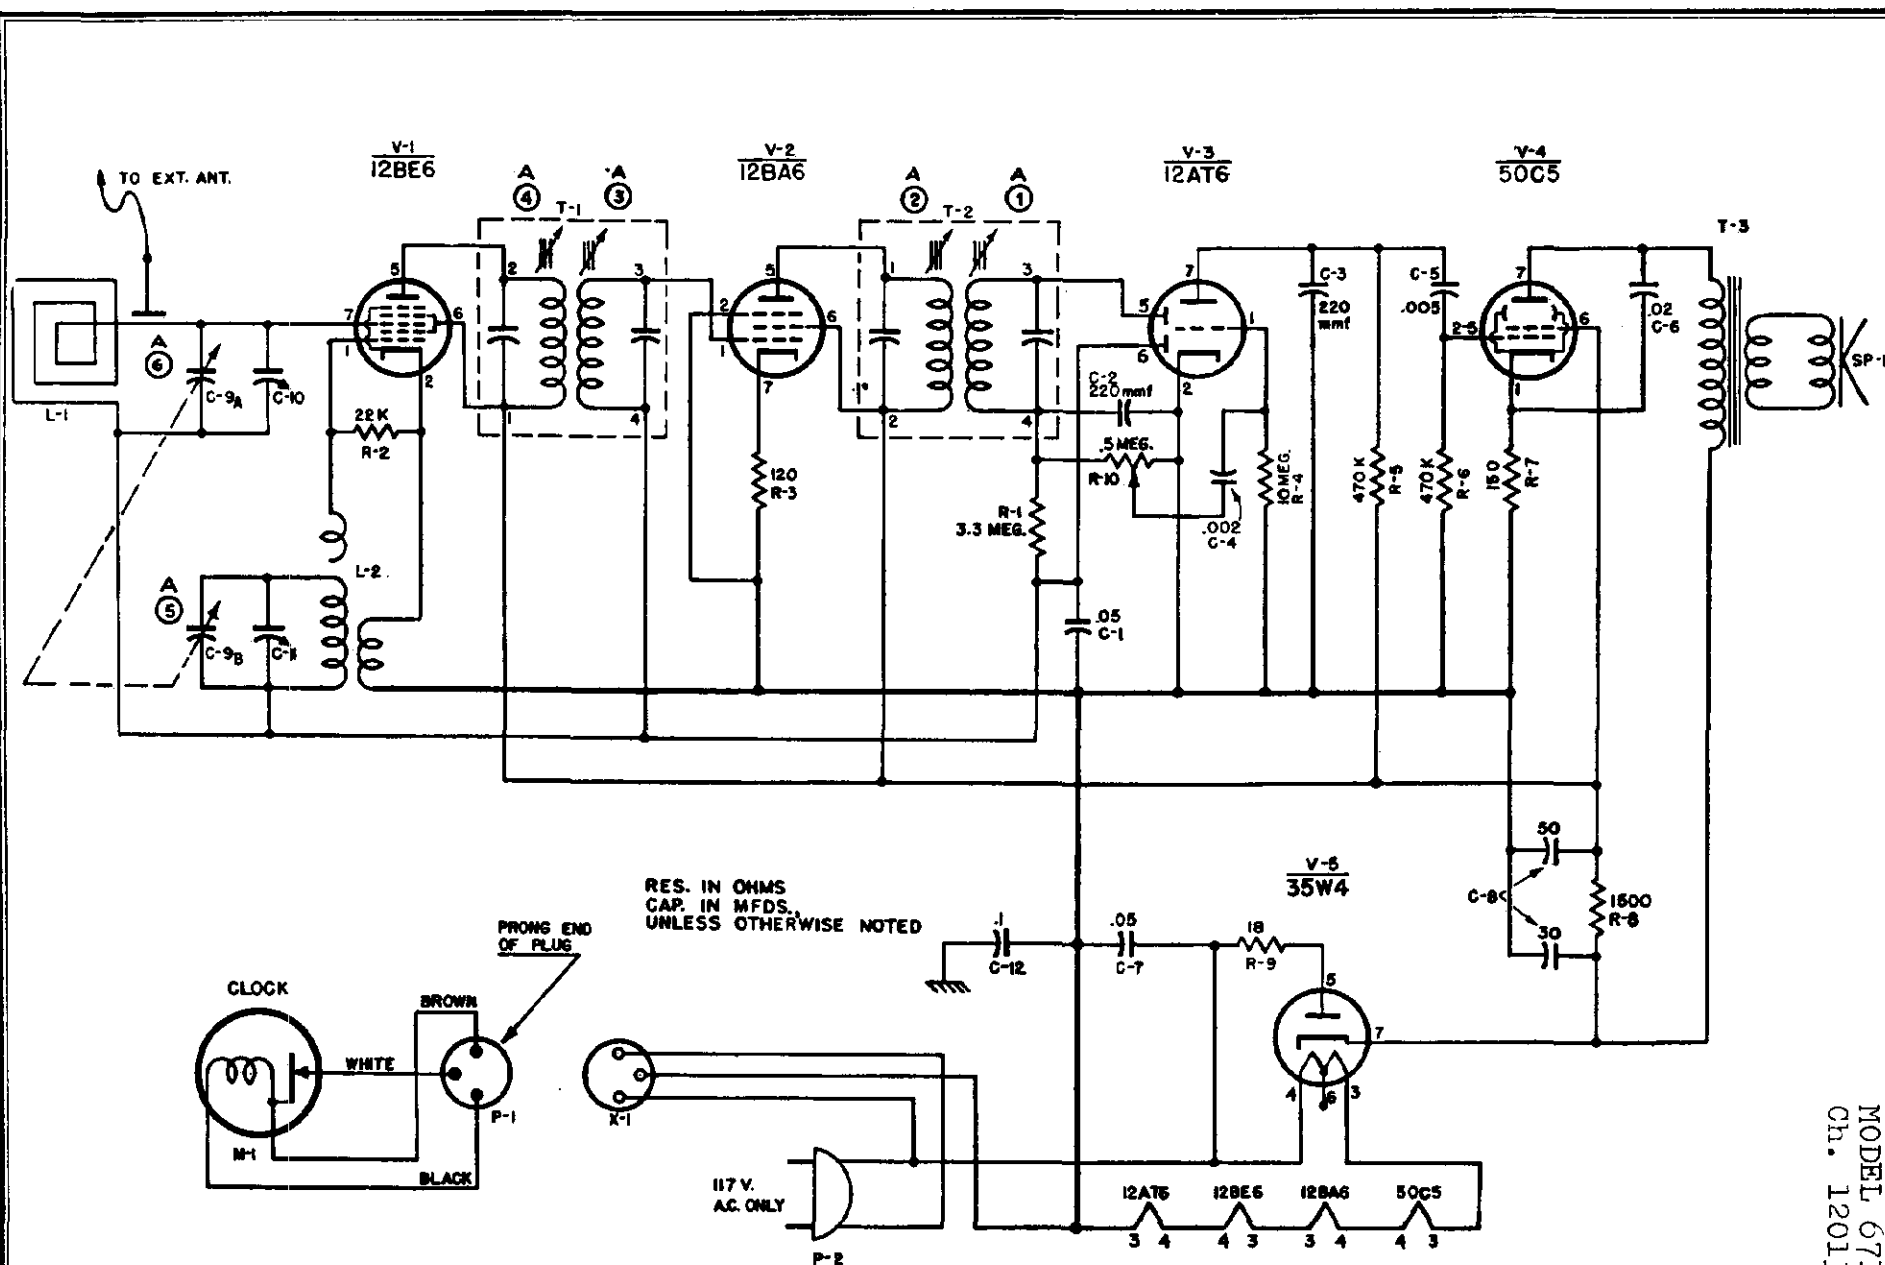 V-1
12BE6
V-2
12BA6
V-3
12AT6
V-4
50C5
TO EXT. ANT.
A
4
A
3
T-1
A
2
A
1
T-2
T-3
5
7
6
1
2
2
3
1
4
5
2
6
1
7
1
3
2
4
7
5
6
1
2
C-3
220
mmf
C-5
.005
7
2-5
6
1
.02
C-6
SP-1
L-1
A
6
C-9A
C-10
22K
R-2
C-2
220mmf
.5 MEG.
R-10
120
R-3
R-1
3.3 MEG.
.002
C-4
10MEG.
R-4
470K
R-5
470K
R-6
150
R-7
L-2
A
5
C-9B
C-11
.05
C-1
50
C-8
30
1500
R-8
V-5
35W4
RES. IN OHMS
CAP. IN MFDS.,
UNLESS OTHERWISE NOTED
.1
C-12
.05
C-7
18
R-9
5
7
4
6
3
PRONG END
OF PLUG
CLOCK
BROWN
WHITE
BLACK
M-1
P-1
X-1
117 V.
A.C. ONLY
P-2
12AT6
12BE6
12BA6
50C5
3 4
4 3
3 4
4 3
MODEL 67
Ch. 1201